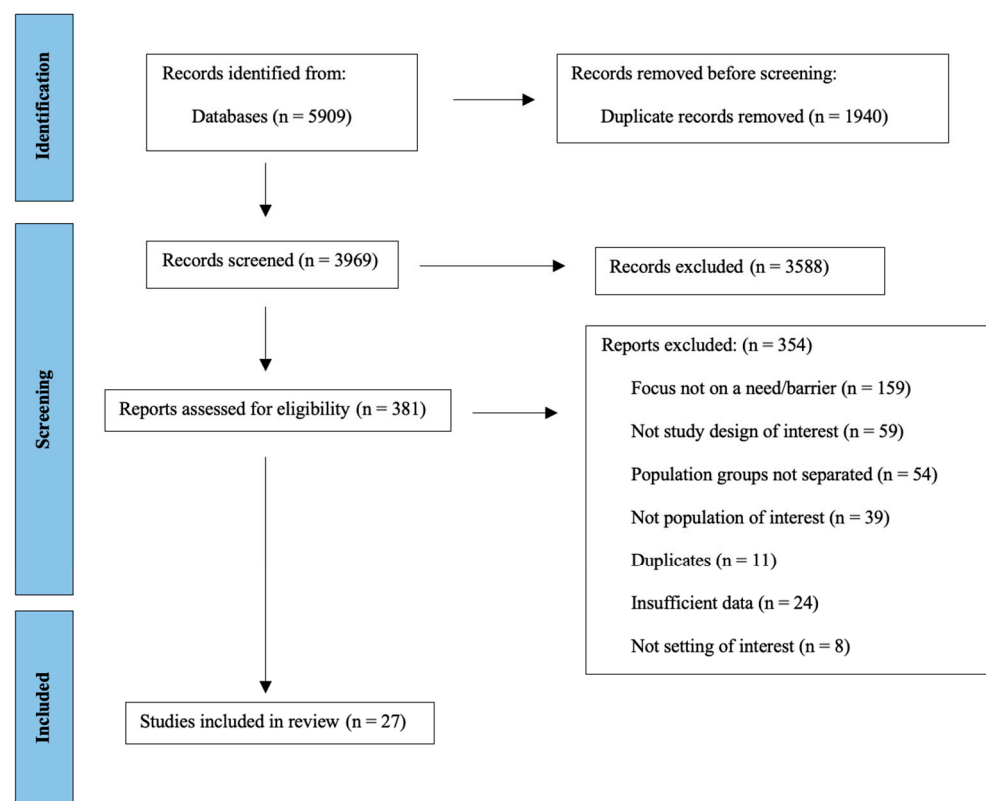 Identification
Records identified from:
Databases (n = 5909)
Records removed before screening:
Duplicate records removed (n = 1940)
Screening
Records screened (n = 3969)
Records excluded (n = 3588)
Reports assessed for eligibility (n = 381)
Reports excluded: (n = 354)
Focus not on a need/barrier (n = 159)
Not study design of interest (n = 59)
Population groups not separated (n = 54)
Not population of interest (n = 39)
Duplicates (n = 11)
Insufficient data (n = 24)
Not setting of interest (n = 8)
Included
Studies included in review (n = 27)